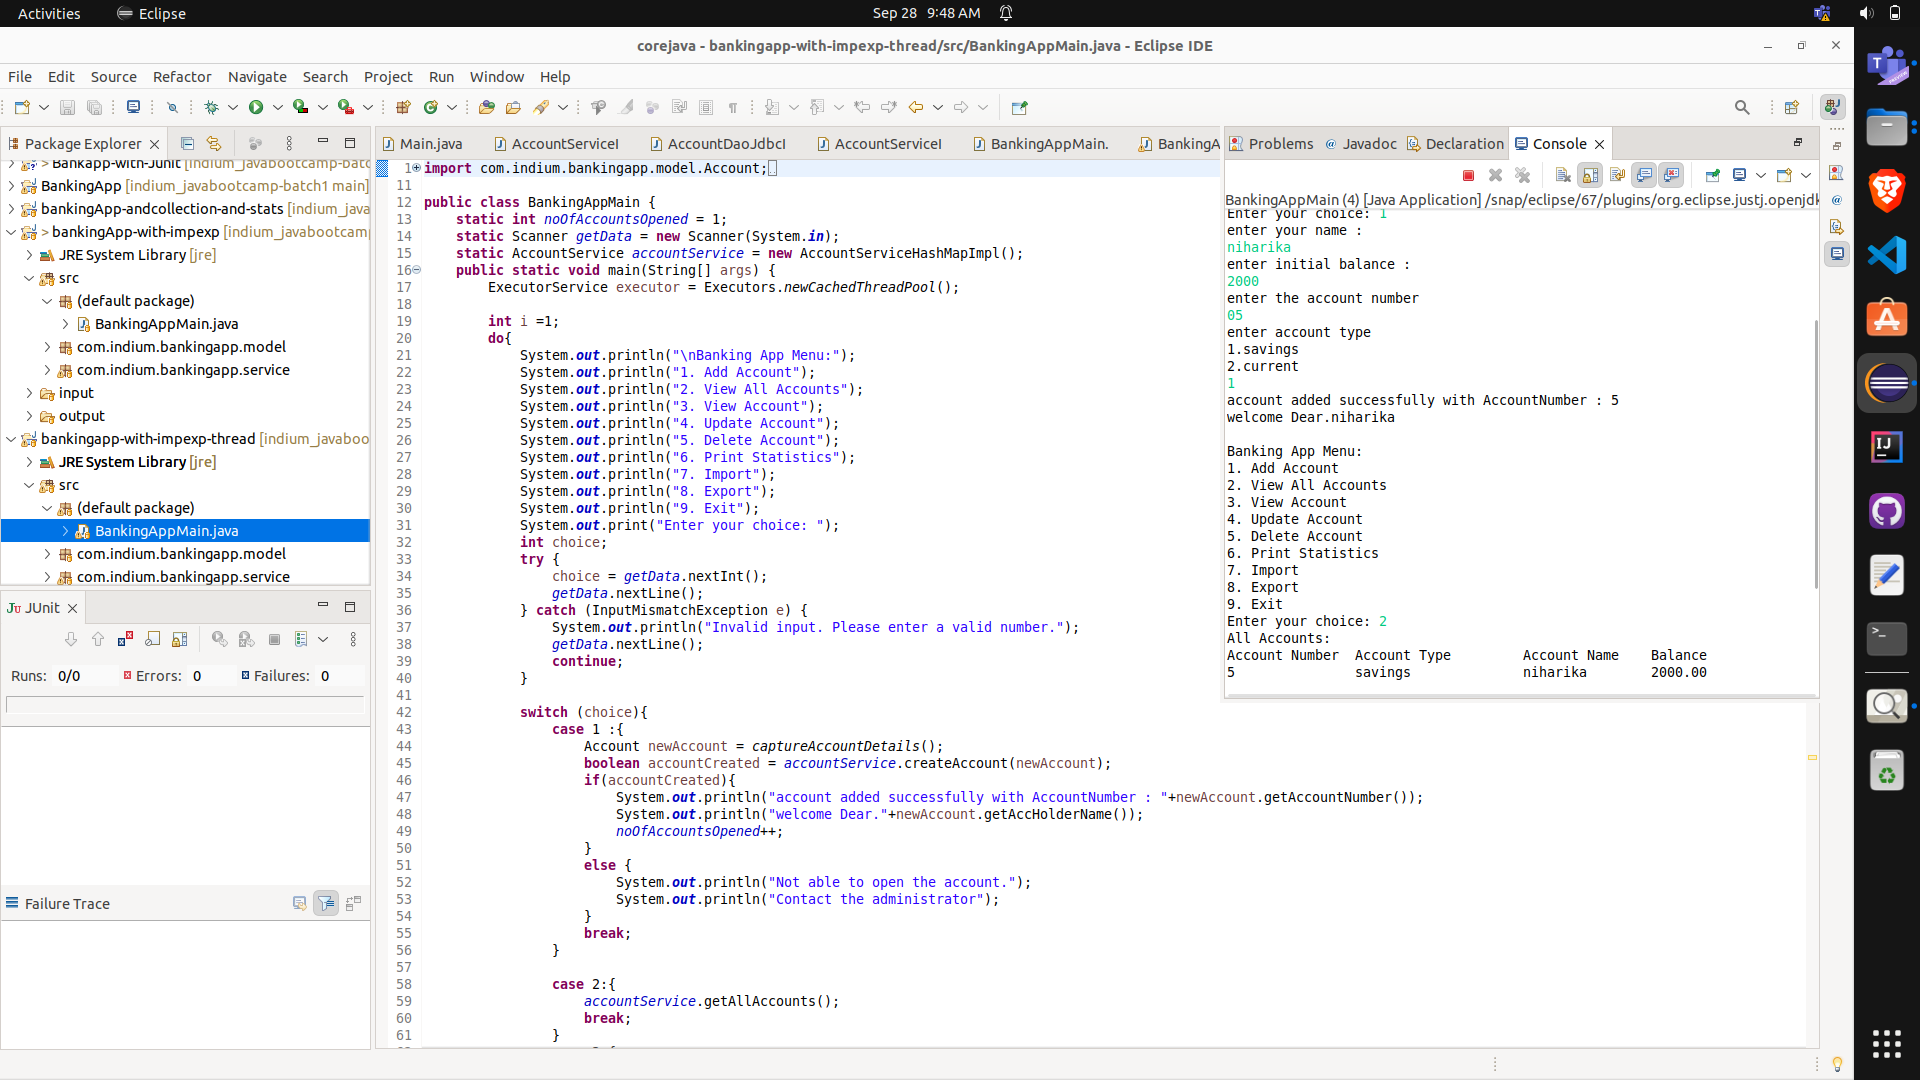 Activities
Eclipse
Sep 28 9:48 AM
corejava - bankingapp-with-impexp-thread/src/BankingAppMain.java - Eclipse IDE
File Edit Source Refactor Navigate Search Project Run Window Help
Package Explorer
> Bankapp-with-Junit [indium_javabootcamp-batc
BankingApp [indium_javabootcamp-batch1 main]
bankingApp-andcollection-and-stats [indium_java
> bankingApp-with-impexp [indium_javabootcam
JRE System Library [jre]
src
(default package)
BankingAppMain.java
com.indium.bankingapp.model
com.indium.bankingapp.service
input
output
bankingapp-with-impexp-thread [indium_javaboo
JRE System Library [jre]
src
(default package)
BankingAppMain.java
com.indium.bankingapp.model
com.indium.bankingapp.service
JUnit
Runs: 0/0 Errors: 0 Failures: 0
Failure Trace
Main.java AccountServiceI AccountDaoJdbcI AccountServiceI BankingAppMain. BankingA
1 import com.indium.bankingapp.model.Account;
11
12 public class BankingAppMain {
13 static int noOfAccountsOpened = 1;
14 static Scanner getData = new Scanner(System.in);
15 static AccountService accountService = new AccountServiceHashMapImpl();
16 public static void main(String[] args) {
17 ExecutorService executor = Executors.newCachedThreadPool();
18
19 int i =1;
20 do{
21 System.out.println("\nBanking App Menu:");
22 System.out.println("1. Add Account");
23 System.out.println("2. View All Accounts");
24 System.out.println("3. View Account");
25 System.out.println("4. Update Account");
26 System.out.println("5. Delete Account");
27 System.out.println("6. Print Statistics");
28 System.out.println("7. Import");
29 System.out.println("8. Export");
30 System.out.println("9. Exit");
31 System.out.print("Enter your choice: ");
32 int choice;
33 try {
34 choice = getData.nextInt();
35 getData.nextLine();
36 } catch (InputMismatchException e) {
37 System.out.println("Invalid input. Please enter a valid number.");
38 getData.nextLine();
39 continue;
40 }
41
42 switch (choice){
43 case 1 :{
44 Account newAccount = captureAccountDetails();
45 boolean accountCreated = accountService.createAccount(newAccount);
46 if(accountCreated){
47 System.out.println("account added successfully with AccountNumber : "+newAccount.getAccountNumber());
48 System.out.println("welcome Dear."+newAccount.getAccHolderName());
49 noOfAccountsOpened++;
50 }
51 else {
52 System.out.println("Not able to open the account.");
53 System.out.println("Contact the administrator");
54 }
55 break;
56 }
57
58 case 2:{
59 accountService.getAllAccounts();
60 break;
61 }
Problems Javadoc Declaration Console
BankingAppMain (4) [Java Application] /snap/eclipse/67/plugins/org.eclipse.justj.openjdk
Enter your choice: 1
enter your name :
niharika
enter initial balance :
2000
enter the account number
05
enter account type
1.savings
2.current
1
account added successfully with AccountNumber : 5
welcome Dear.niharika
Banking App Menu:
1. Add Account
2. View All Accounts
3. View Account
4. Update Account
5. Delete Account
6. Print Statistics
7. Import
8. Export
9. Exit
Enter your choice: 2
All Accounts:
Account Number Account Type Account Name Balance
5 savings niharika 2000.00